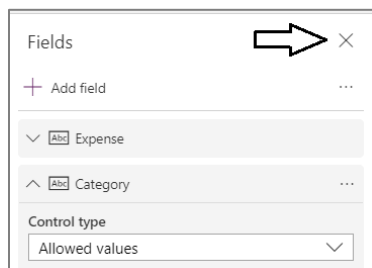 Fields
Add field
Abc Expense
Abc Category
Control type
Allowed values